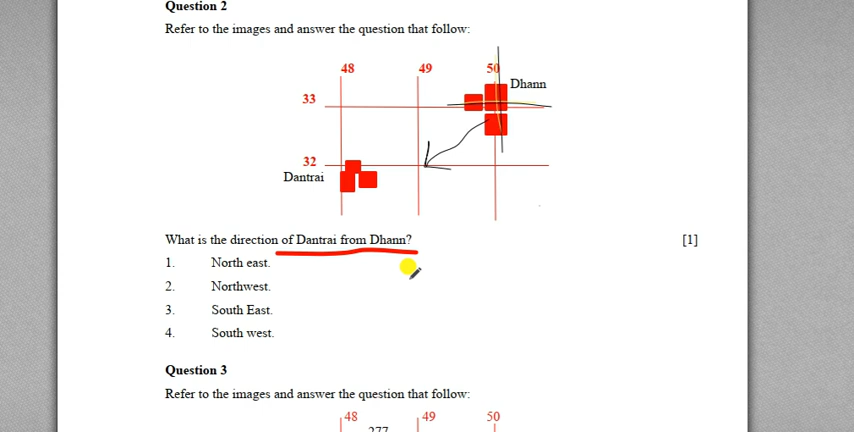 Question 2
Refer to the images and answer the question that follow:
48 49 50
Dhann
33
32
Dantrai
What is the direction of Dantrai from Dhann? [1]
1. North east.
2. Northwest.
3. South East.
4. South west.
Question 3
Refer to the images and answer the question that follow:
48 49 50
277